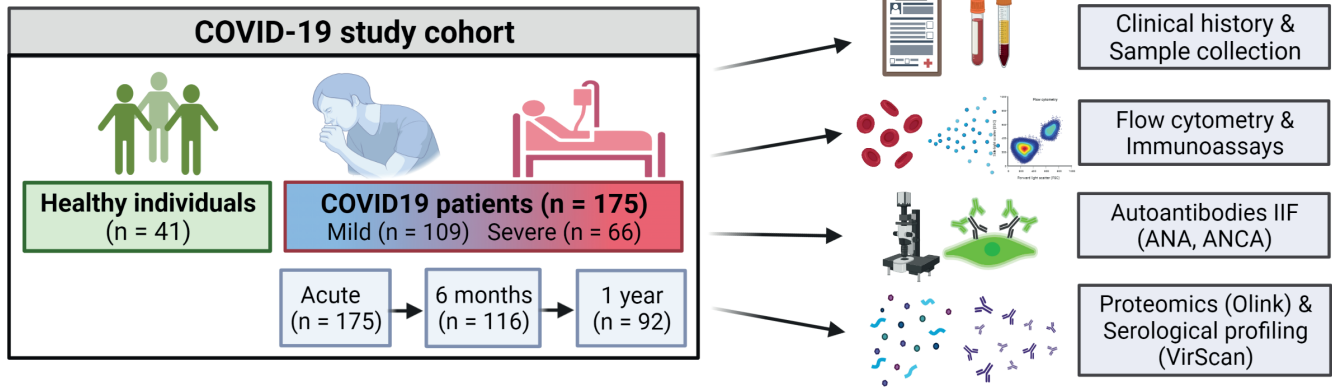 COVID-19 study cohort
Healthy individuals
(n = 41)
COVID19 patients (n = 175)
Mild (n = 109) Severe (n = 66)
Acute
(n = 175)
6 months
(n = 116)
1 year
(n = 92)
Clinical history &
Sample collection
Flow cytometry
Flow cytometry &
Immunoassays
Autoantibodies IIF
(ANA, ANCA)
Proteomics (Olink) &
Serological profiling
(VirScan)